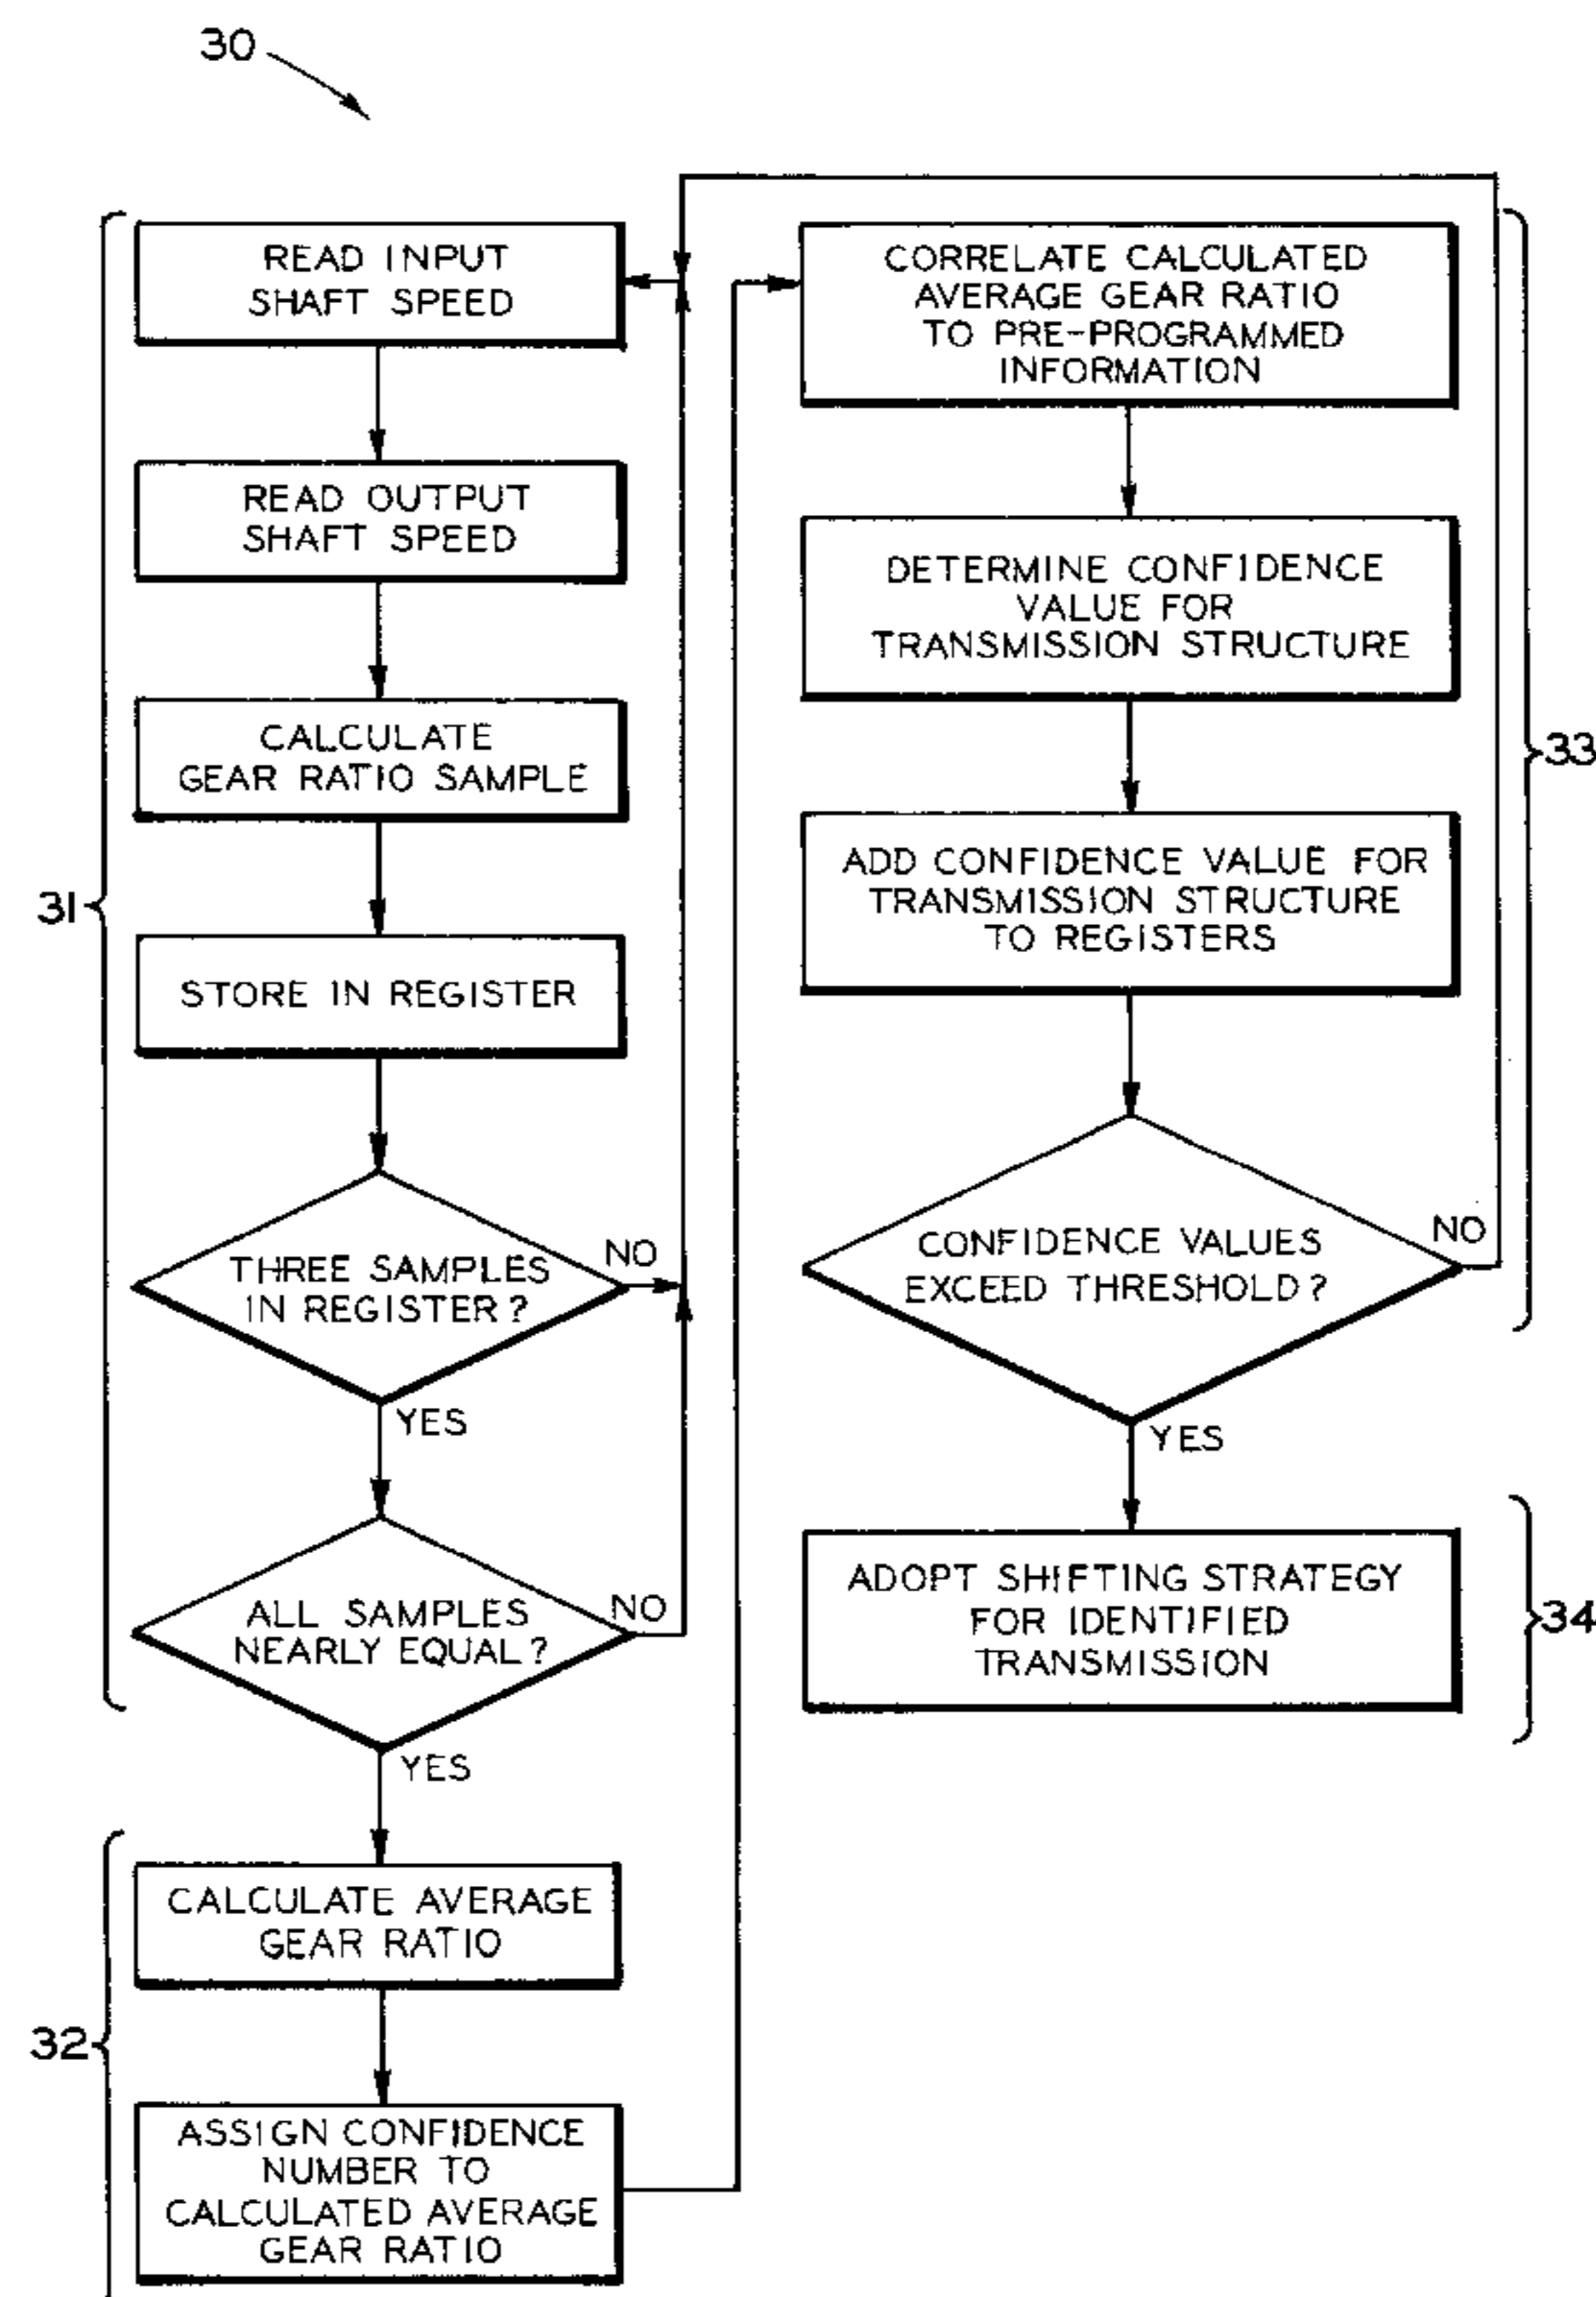 30
READ INPUT
SHAFT SPEED
READ OUTPUT
SHAFT SPEED
CALCULATE
GEAR RATIO SAMPLE
31
STORE IN REGISTER
THREE SAMPLES
IN REGISTER?
NO
YES
ALL SAMPLES
NEARLY EQUAL?
NO
YES
CALCULATE AVERAGE
GEAR RATIO
32
ASSIGN CONFIDENCE
NUMBER TO
CALCULATED AVERAGE
GEAR RATIO
CORRELATE CALCULATED
AVERAGE GEAR RATIO
TO PRE-PROGRAMMED
INFORMATION
DETERMINE CONFIDENCE
VALUE FOR
TRANSMISSION STRUCTURE
33
ADD CONFIDENCE VALUE FOR
TRANSMISSION STRUCTURE
TO REGISTERS
CONFIDENCE VALUES
EXCEED THRESHOLD?
NO
YES
ADOPT SHIFTING STRATEGY
FOR IDENTIFIED
TRANSMISSION
34